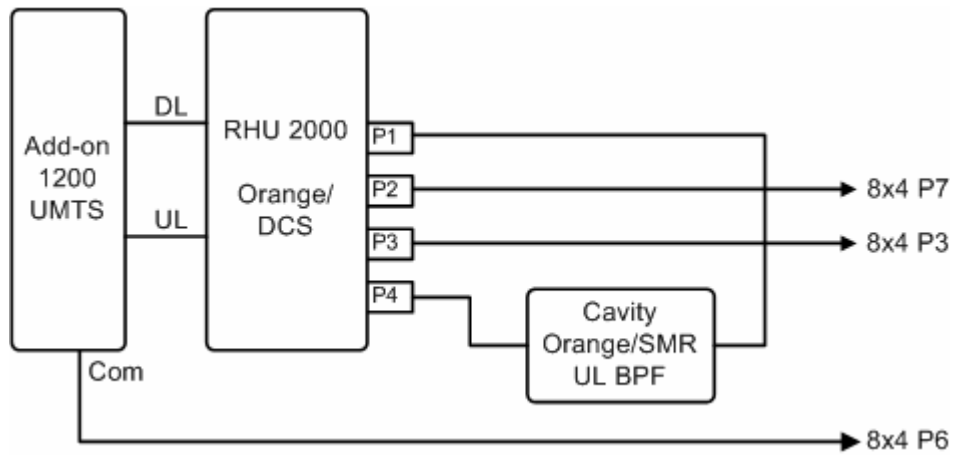 Add-on
1200
UMTS
DL
UL
Com
RHU 2000
Orange/
DCS
P1
P2
P3
P4
Cavity
Orange/SMR
UL BPF
8x4 P7
8x4 P3
8x4 P6